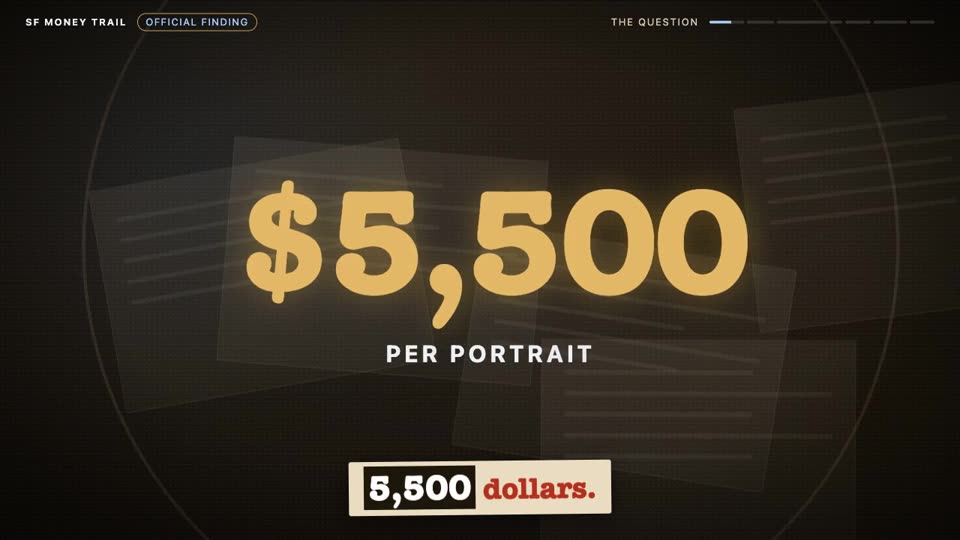 SF MONEY TRAIL OFFICIAL FINDING THE QUESTION
$5,500
PER PORTRAIT
5,500 dollars.